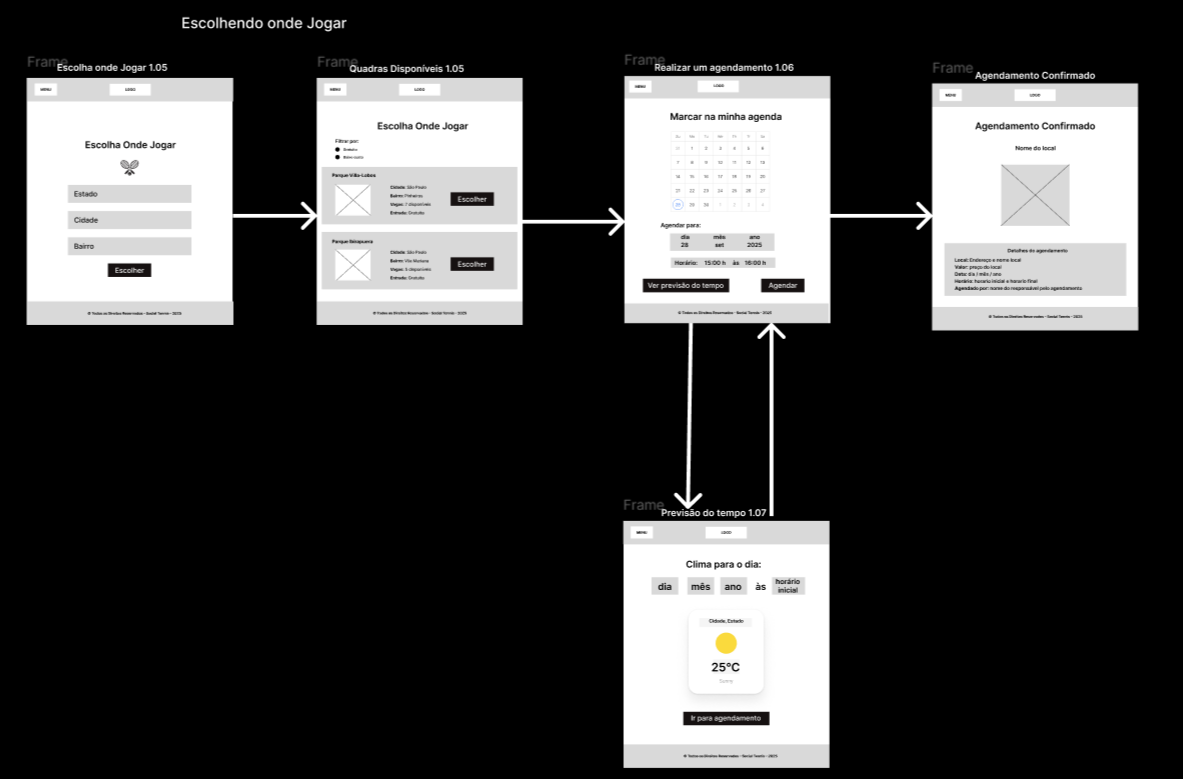 Escolhendo onde Jogar
Frame
Escolha onde Jogar 1.05
MENU
LOGO
Escolha Onde Jogar
Estado
Cidade
Bairro
Escolher
© Todos os Direitos Reservados - Social Tennis - 2025
Frame
Quadras Disponíveis 1.05
MENU
LOGO
Escolha Onde Jogar
Filtrar por:
Parque Villa-Lobos
Cidade: São Paulo
Bairro: Pinheiros
Vagas: 7 disponíveis
Entrada: Gratuita
Escolher
Parque Ibirapuera
Cidade: São Paulo
Bairro: Vila Mariana
Vagas: 5 disponíveis
Entrada: Gratuita
Escolher
© Todos os Direitos Reservados - Social Tennis - 2025
Frame
Realizar um agendamento 1.06
MENU
LOGO
Marcar na minha agenda
Su Mo Tu We Th Fr Sa
31 1 2 3 4 5 6
7 8 9 10 11 12 13
14 15 16 17 18 19 20
21 22 23 24 25 26 27
28 29 30 1 2 3 4
Agendar para:
dia mês ano
28 set 2025
Horário: 15:00 h às 16:00 h
Ver previsão do tempo
Agendar
© Todos os Direitos Reservados - Social Tennis - 2025
Frame
Agendamento Confirmado
MENU
LOGO
Agendamento Confirmado
Nome do local
Detalhes do agendamento
Local: Endereço e nome local
Valor: preço do local
Data: dia / mês / ano
Horário: horario inicial e horario final
Agendado por: nome do responsável pelo agendamento
© Todos os Direitos Reservados - Social Tennis - 2025
Frame
Previsão do tempo 1.07
MENU
LOGO
Clima para o dia:
dia mês ano às horário
inicial
Cidade, Estado
25°C
Sunny
Ir para agendamento
© Todos os Direitos Reservados - Social Tennis - 2025